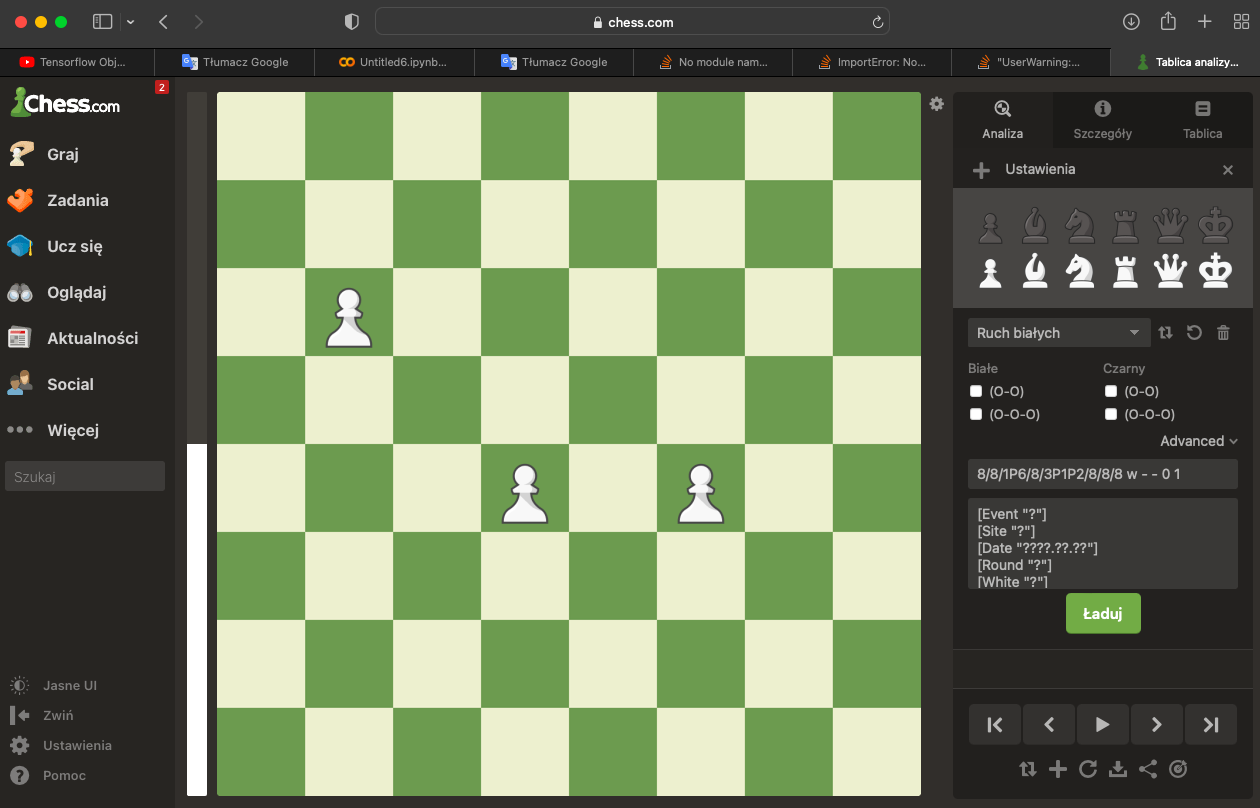 chess.com
Tensorflow Obj...
Tłumacz Google
Untitled6.ipynb...
Tłumacz Google
No module nam...
ImportError: No...
"UserWarning:...
Tablica analizy...
Chess.com
2
Graj
Zadania
Ucz się
Oglądaj
Aktualności
Social
Więcej
Szukaj
Jasne UI
Zwiń
Ustawienia
Pomoc
Analiza
Szczegóły
Tablica
Ustawienia
Ruch białych
Białe
Czarny
(O-O)
(O-O)
(O-O-O)
(O-O-O)
Advanced
8/8/1P6/8/3P1P2/8/8/8 w - - 0 1
[Event "?"]
[Site "?"]
[Date "????.??.??"]
[Round "?"]
[White "?"]
Ładuj